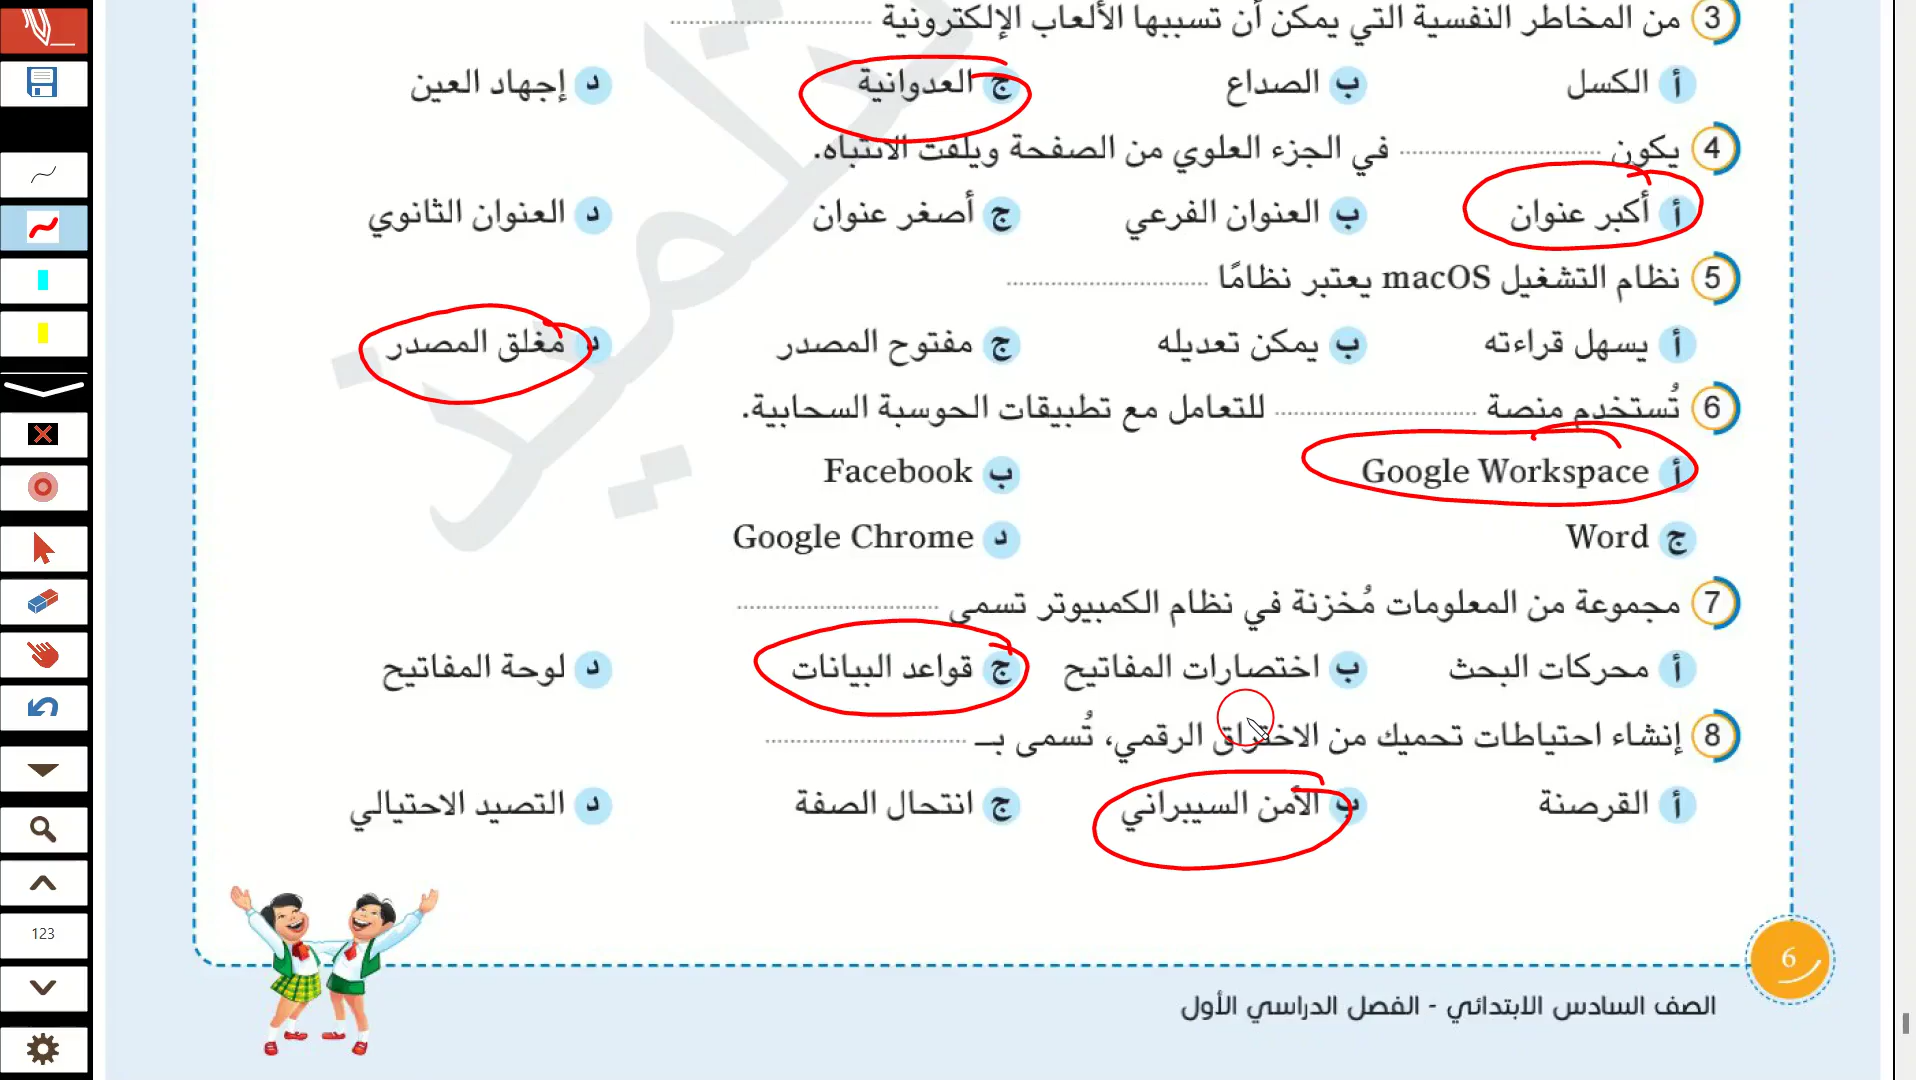 3 من المخاطر النفسية التي يمكن أن تسببها الألعاب الإلكترونية ........................
أ الكسل ب الصداع ج العدوانية د إجهاد العين
4 يكون ........................ في الجزء العلوي من الصفحة ويلفت الانتباه.
أ أكبر عنوان ب العنوان الفرعي ج أصغر عنوان د العنوان الثانوي
5 نظام التشغيل macOS يعتبر نظامًا ........................
أ يسهل قراءته ب يمكن تعديله ج مفتوح المصدر د مغلق المصدر
6 تُستخدم منصة ........................ للتعامل مع تطبيقات الحوسبة السحابية.
أ Google Workspace ب Facebook
ج Word د Google Chrome
7 مجموعة من المعلومات مُخزنة في نظام الكمبيوتر تسمى ........................
أ محركات البحث ب اختصارات المفاتيح ج قواعد البيانات د لوحة المفاتيح
8 إنشاء احتياطات تحميك من الاختراق الرقمي، تُسمى بــ ........................
أ القرصنة ب الأمن السيبراني ج انتحال الصفة د التصيد الاحتيالي
123
6
الصف السادس الابتدائي - الفصل الدراسي الأول